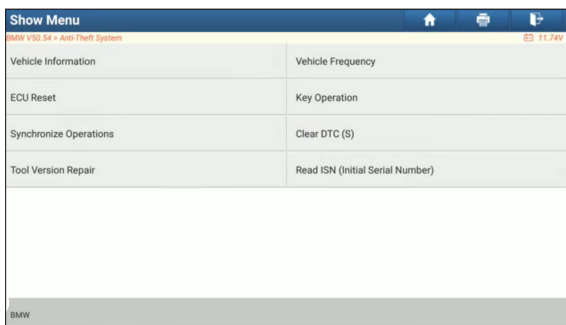 Show Menu
BMW V50.54 > Anti-Theft System 11.74V
Vehicle Information Vehicle Frequency
ECU Reset Key Operation
Synchronize Operations Clear DTC (S)
Tool Version Repair Read ISN (Initial Serial Number)
BMW